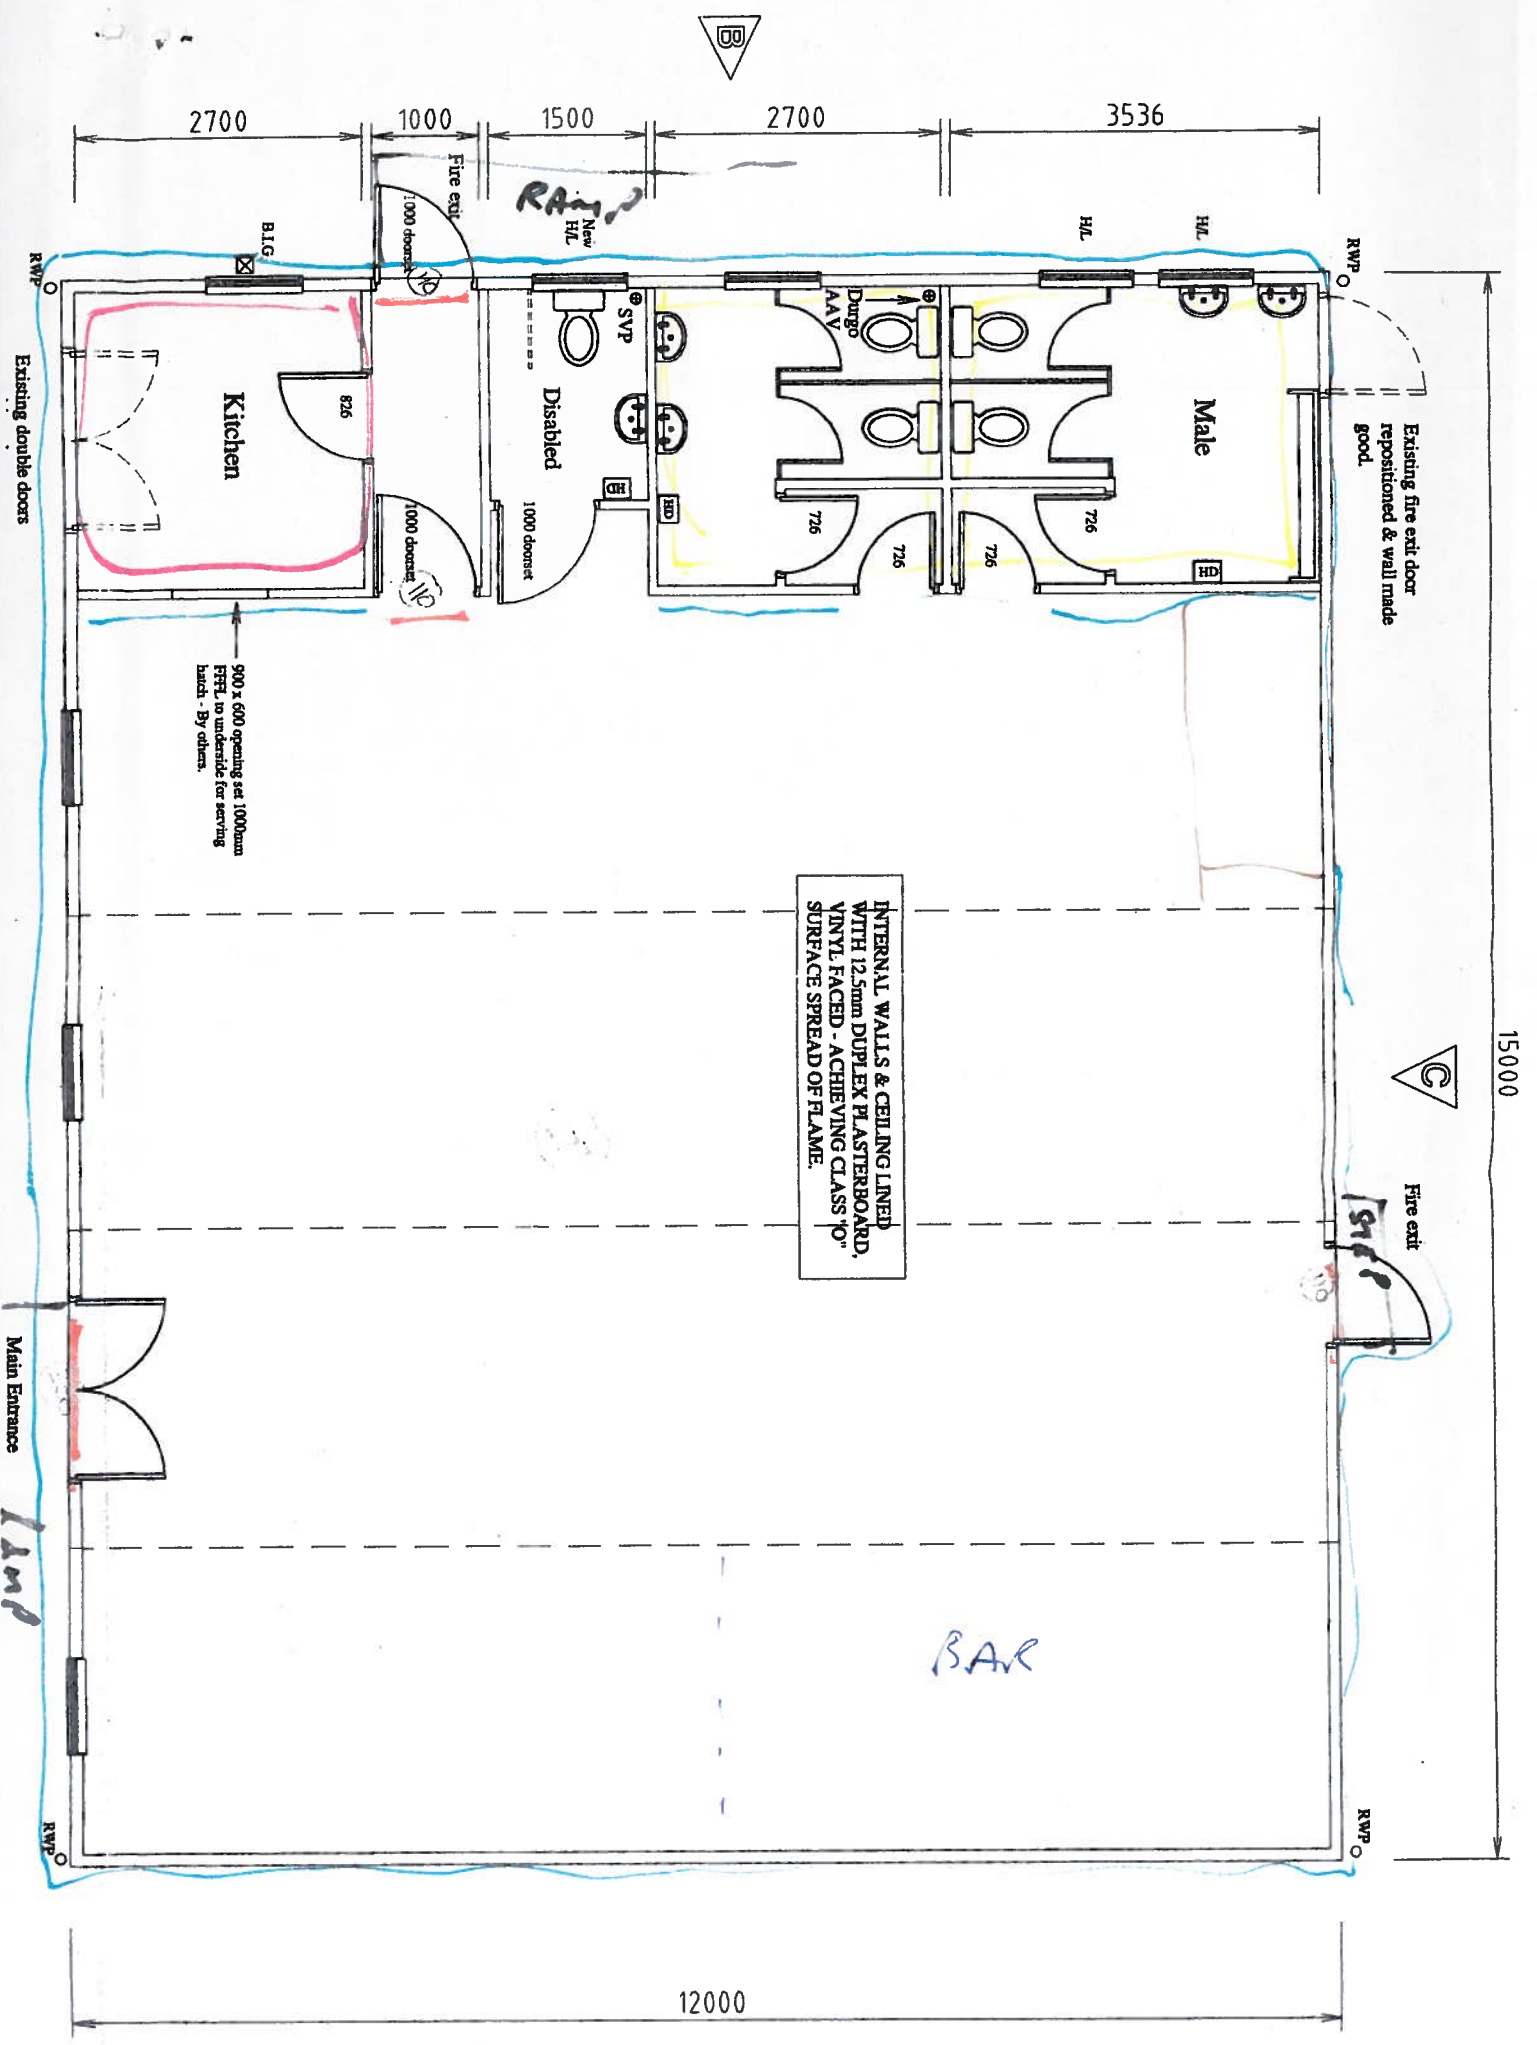 B
2700
1000
1500
2700
3536
Fire exit
1000 doorset
RAmp
New
H/L
H/L
H/L
RWP
B.I.G
RWP
SVP
Durgo
AAV
Existing double doors
Kitchen
826
1000 doorset
Disabled
HD
1000 doorset
HD
726
726
726
726
Male
HD
Existing fire exit door
repositioned & wall made
good.
900 x 600 opening set 1000mm
FFFL to underside for serving
hatch - By others.
INTERNAL WALLS & CEILING LINED
WITH 12.5mm DUPLEX PLASTERBOARD,
VINYL FACED - ACHIEVING CLASS "O"
SURFACE SPREAD OF FLAME.
15000
C
Fire exit
Main Entrance
BAR
RWP
RWP
12000